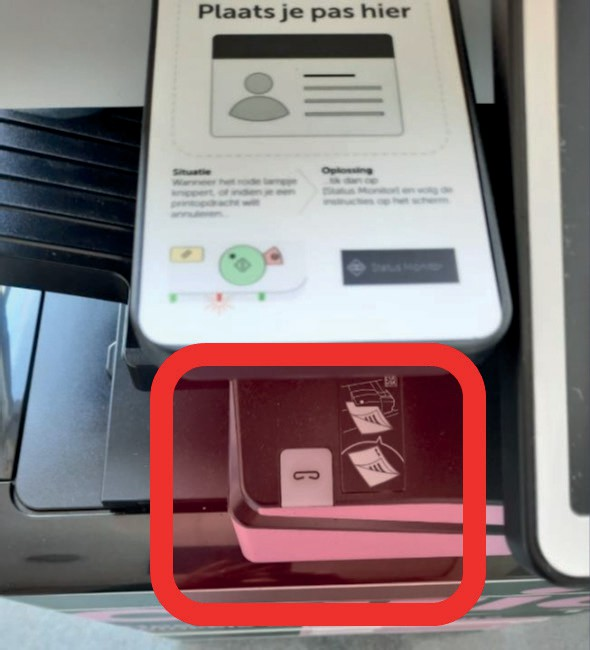 Plaats je pas hier
Situatie
Wanneer het rode lampje
knippert, of indien je een
printopdracht wilt
annuleren...
Oplossing
...tik dan op
[Status Monitor] en volg de
instructies op het scherm.
Status Monitor